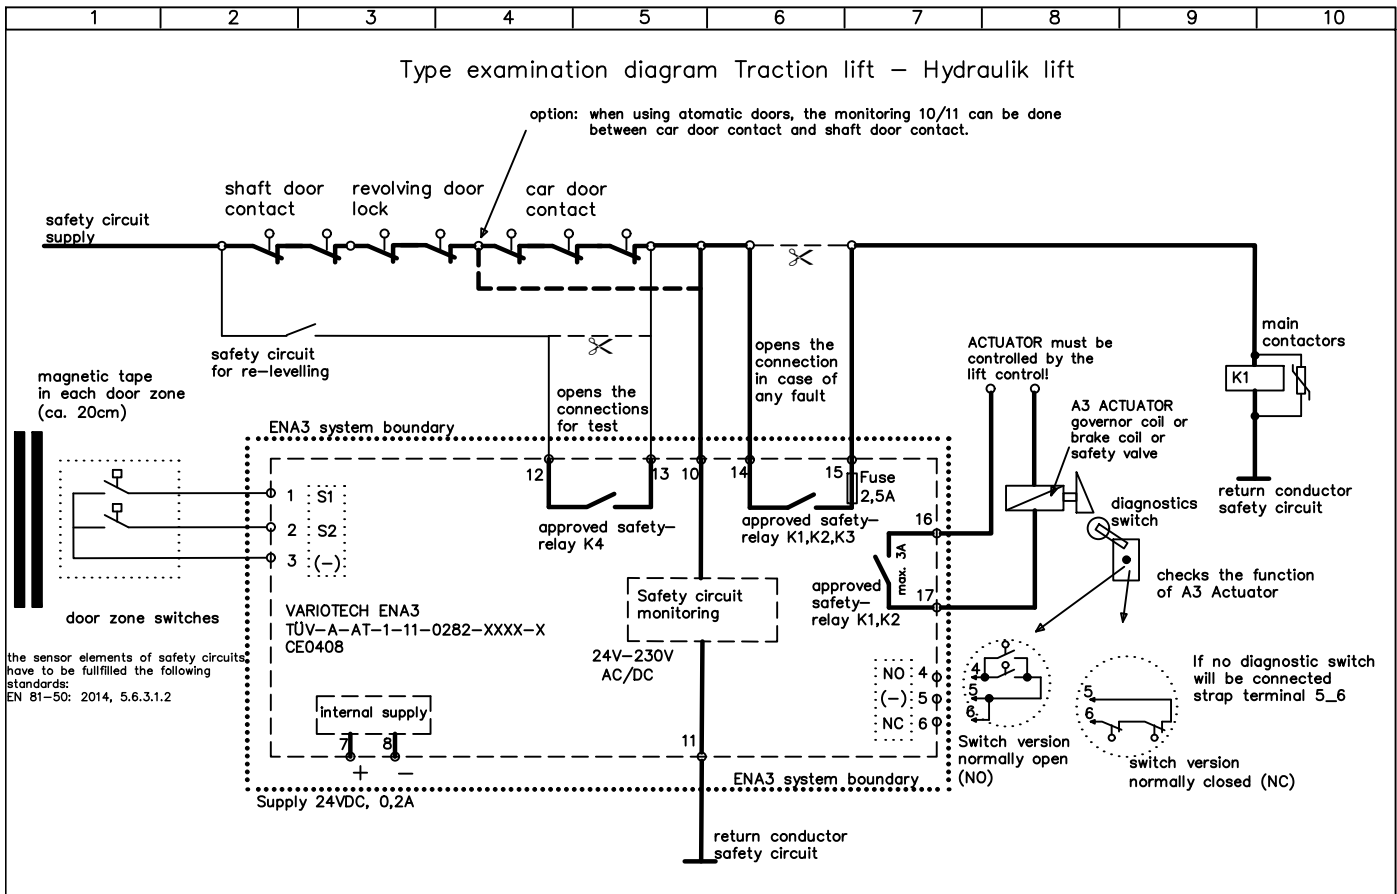 1 2 3 4 5 6 7 8 9 10
Type examination diagram Traction lift – Hydraulik lift
option: when using atomatic doors, the monitoring 10/11 can be done
between car door contact and shaft door contact.
shaft door
contact
revolving door
lock
car door
contact
safety circuit
supply
safety circuit
for re–levelling
opens the
connections
for test
opens the
connection
in case of
any fault
ACTUATOR must be
controlled by the
lift control!
main
contactors
K1
return conductor
safety circuit
magnetic tape
in each door zone
(ca. 20cm)
A3 ACTUATOR
governor coil or
brake coil or
safety valve
ENA3 system boundary
12
13
10
14
15
Fuse
2,5A
1 S1
2 S2
3 (–)
approved safety–
relay K4
approved safety–
relay K1,K2,K3
16
max. 3A
17
approved
safety–
relay K1,K2
diagnostics
switch
checks the function
of A3 Actuator
door zone switches
VARIOTECH ENA3
TÜV–A–AT–1–11–0282–XXXX–X
CE0408
Safety circuit
monitoring
24V–230V
AC/DC
the sensor elements of safety circuits
have to be fullfilled the following
standards:
EN 81–50: 2014, 5.6.3.1.2
internal supply
7
8
+
–
11
NO 4
(–) 5
NC 6
4
5
6
Switch version
normally open
(NO)
5
6
switch version
normally closed (NC)
If no diagnostic switch
will be connected
strap terminal 5_6
ENA3 system boundary
Supply 24VDC, 0,2A
return conductor
safety circuit